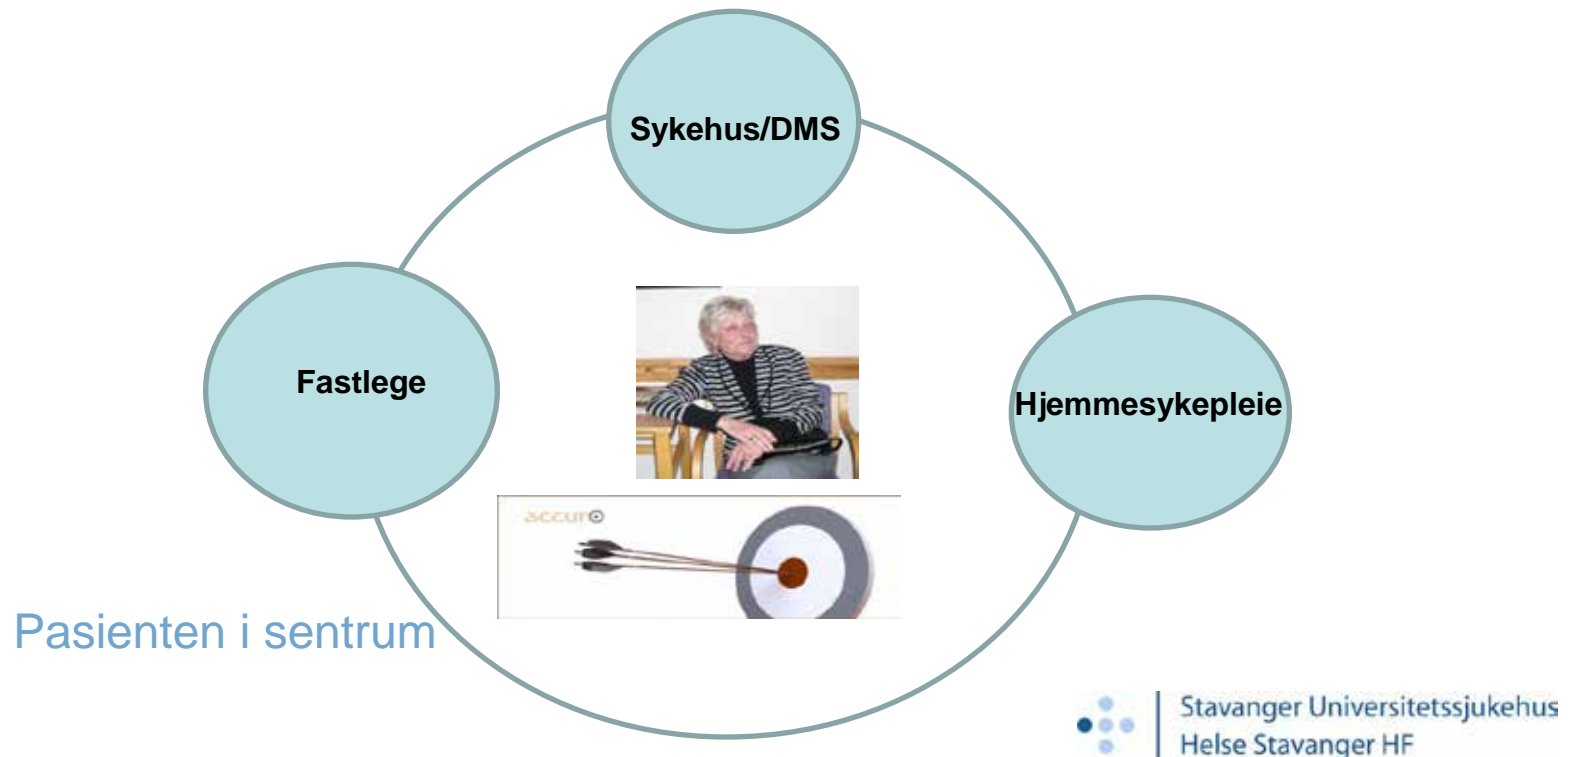 Sykehus/DMS
Fastlege
Hjemmesykepleie
accuro
Pasienten i sentrum
Stavanger Universitetssjukehus
Helse Stavanger HF